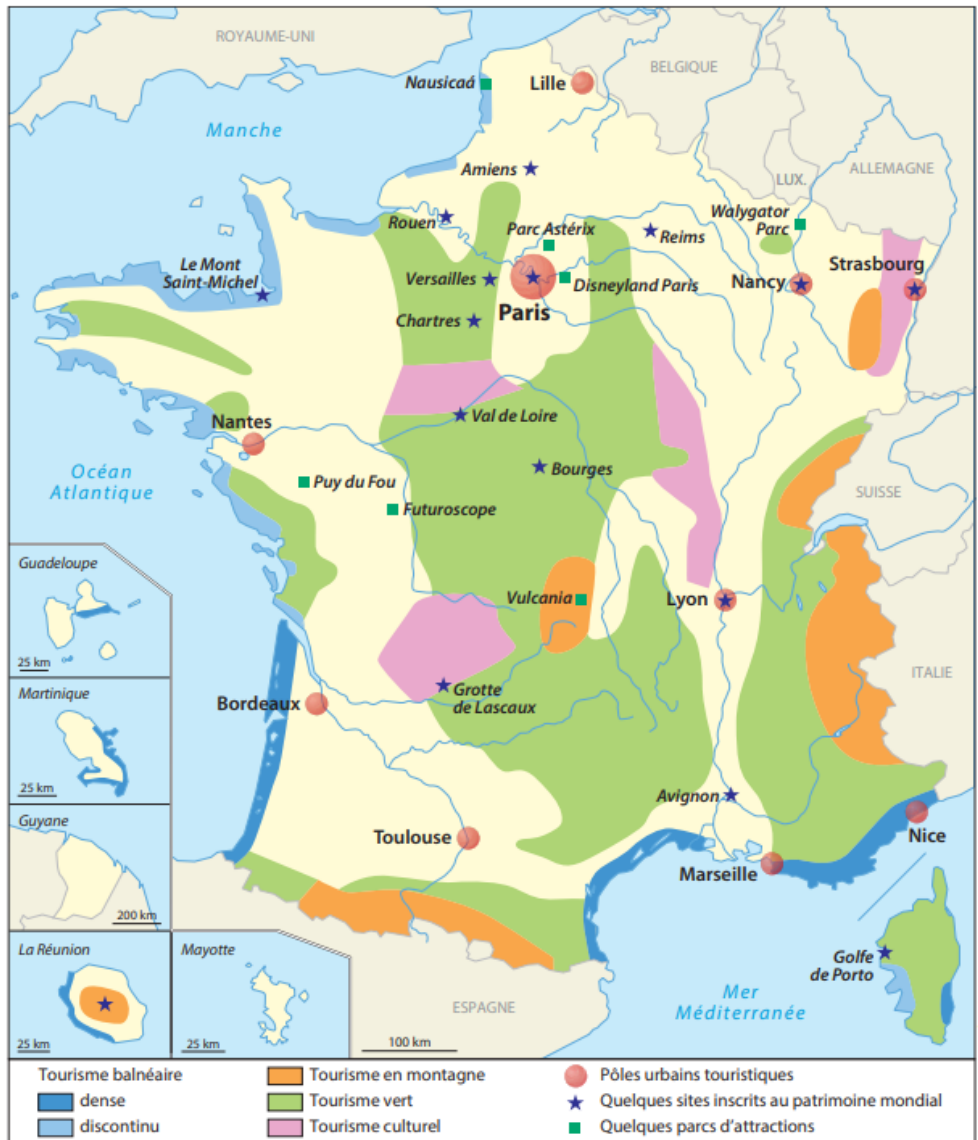 ROYAUME-UNI
BELGIQUE
Nausicaá
Lille
Manche
Amiens
LUX.
ALLEMAGNE
Rouen
Parc Astérix
Reims
Walygator
Parc
Le Mont
Saint-Michel
Versailles
Disneyland Paris
Nancy
Strasbourg
Paris
Chartres
Nantes
Val de Loire
Océan
Atlantique
Bourges
Puy du Fou
Futuroscope
SUISSE
Guadeloupe
25 km
Vulcania
Lyon
ITALIE
Martinique
25 km
Grotte
de Lascaux
Bordeaux
Avignon
Guyane
200 km
Toulouse
Nice
Marseille
La Réunion
25 km
Mayotte
25 km
ESPAGNE
100 km
Golfe
de Porto
Mer
Méditerranée
Tourisme balnéaire
dense
discontinu
Tourisme en montagne
Tourisme vert
Tourisme culturel
Pôles urbains touristiques
Quelques sites inscrits au patrimoine mondial
Quelques parcs d'attractions